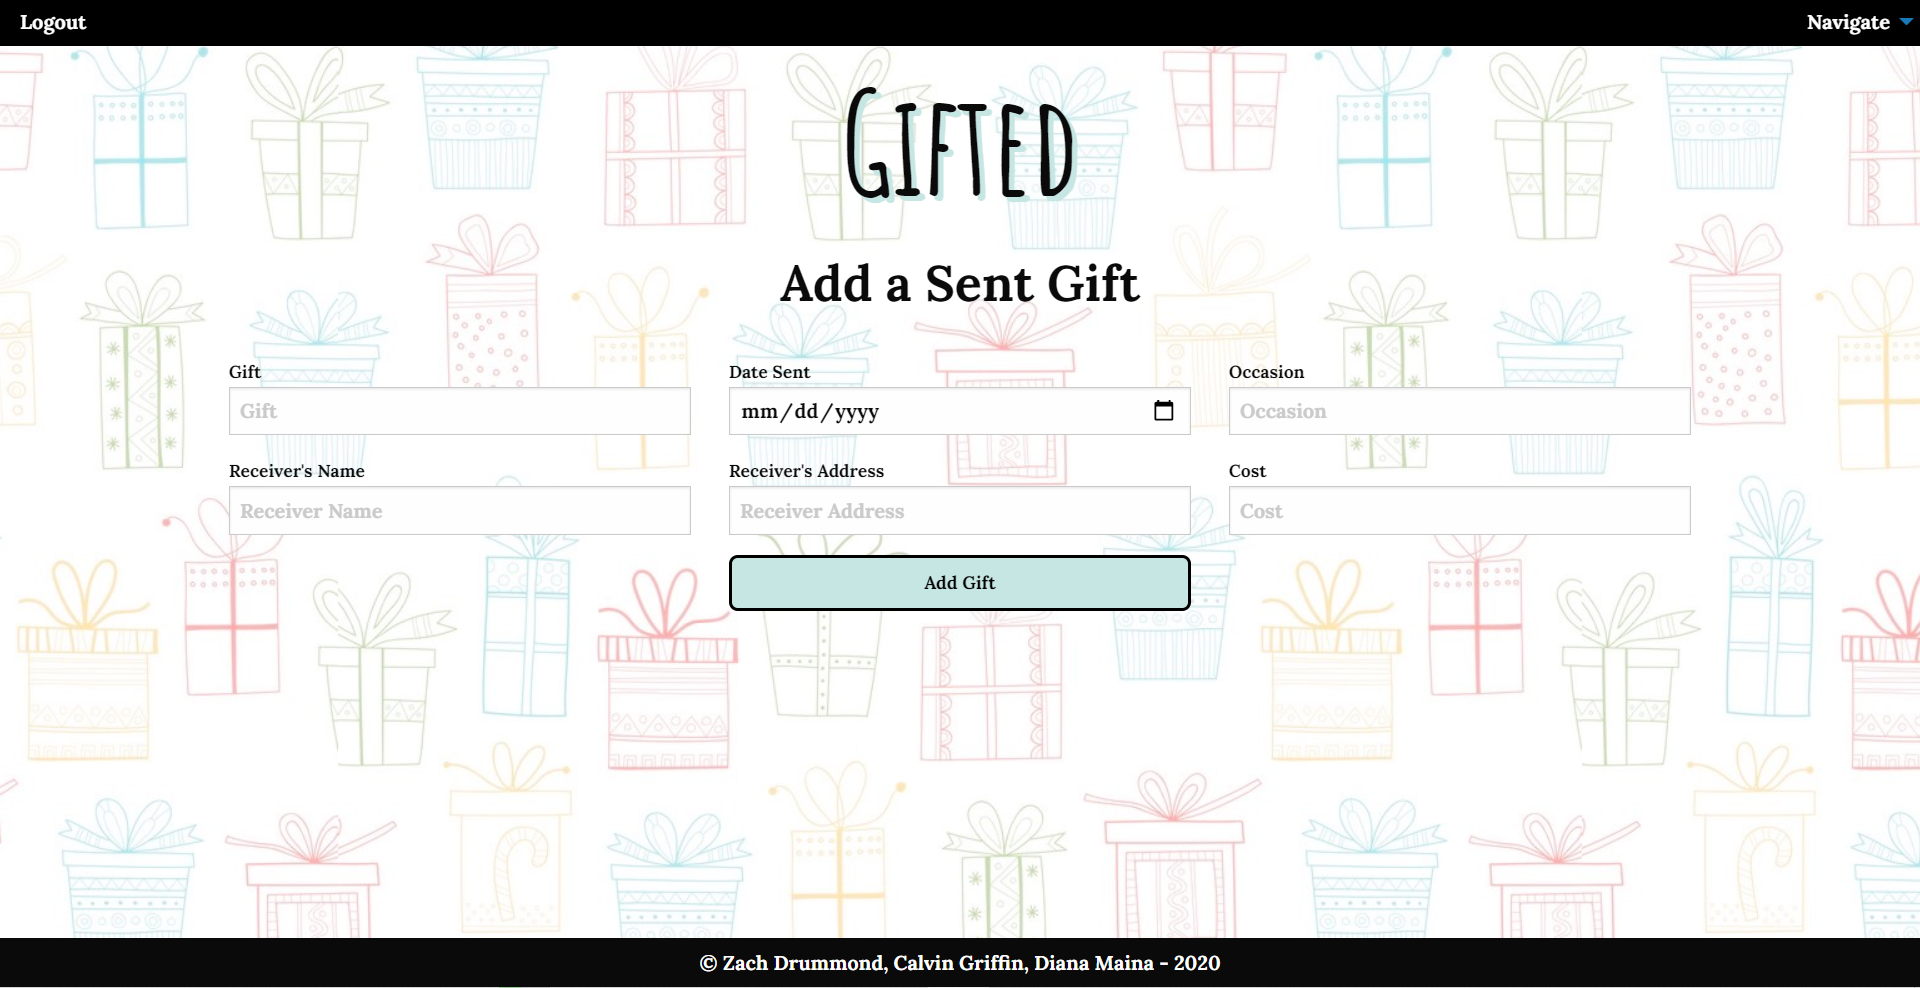 Logout Navigate
Gifted
Add a Sent Gift
Gift Date Sent Occasion
Gift mm/dd/yyyy Occasion
Receiver's Name Receiver's Address Cost
Receiver Name Receiver Address Cost
Add Gift
© Zach Drummond, Calvin Griffin, Diana Maina - 2020